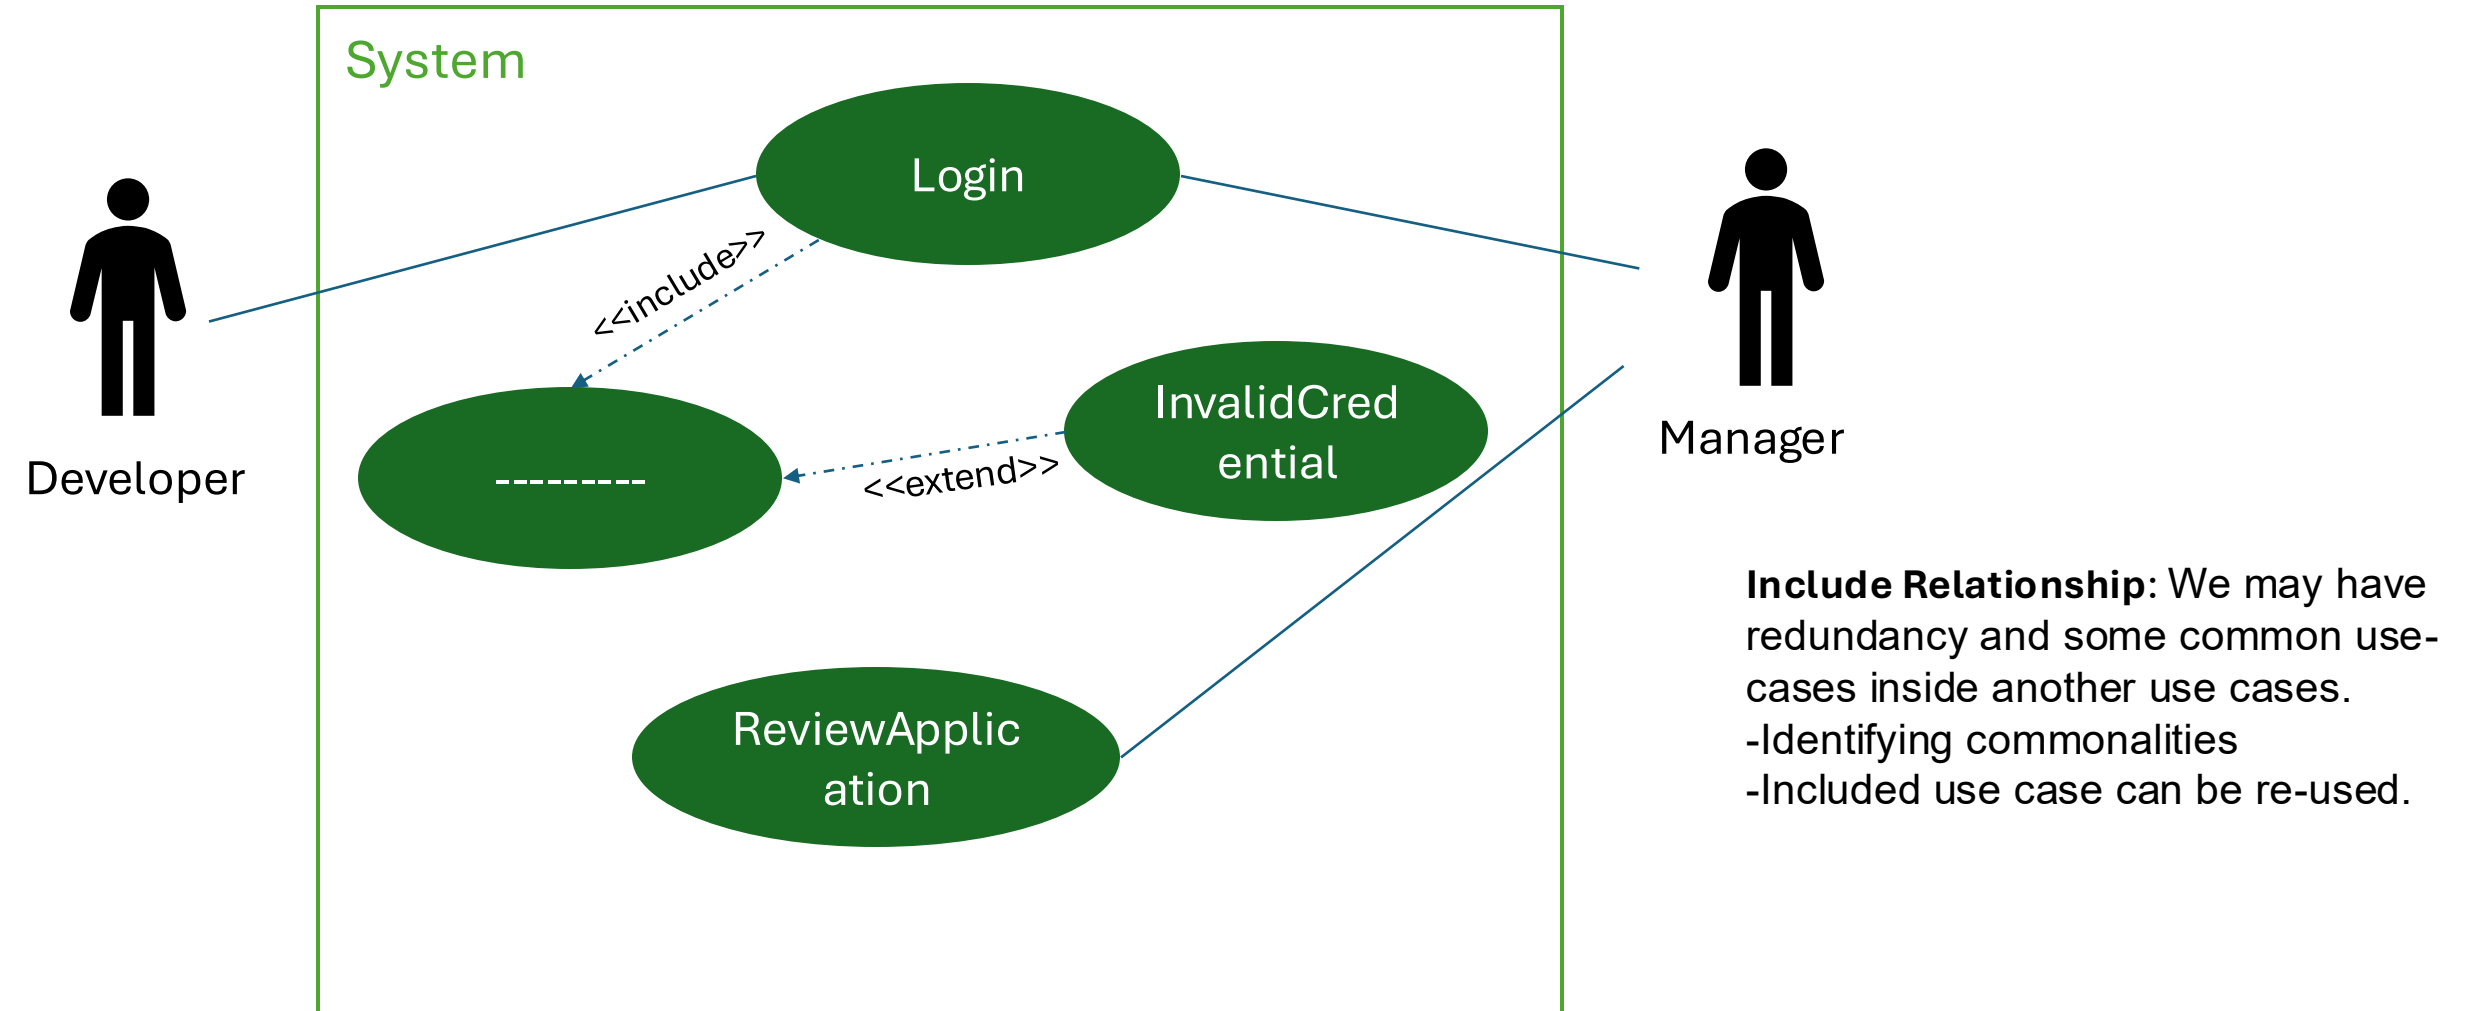 System
Login
<<include>>
InvalidCred
ential
---------
<<extend>>
Developer
Manager
ReviewApplic
ation
Include Relationship: We may have
redundancy and some common use-
cases inside another use cases.
-Identifying commonalities
-Included use case can be re-used.